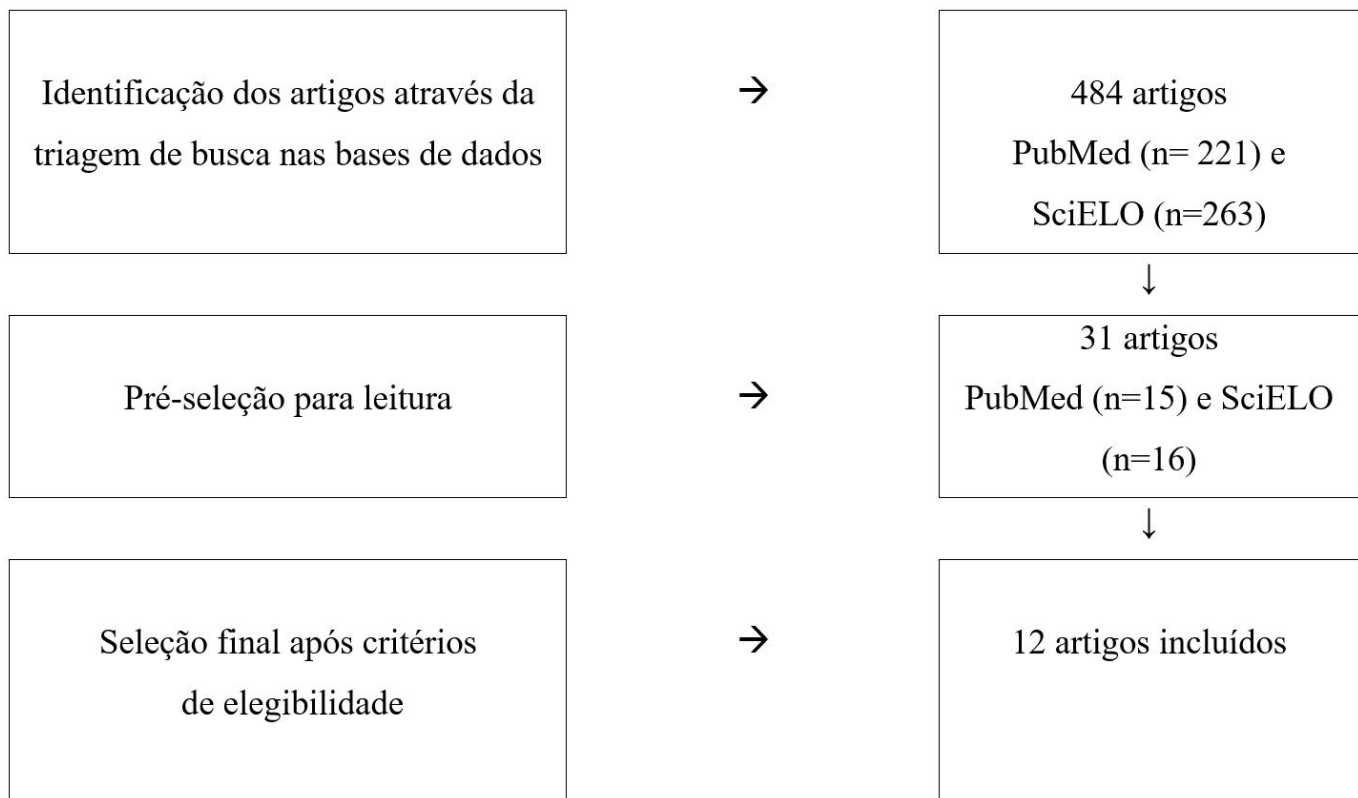 Identificação dos artigos através da
triagem de busca nas bases de dados
→
484 artigos
PubMed (n= 221) e
SciELO (n=263)
↓
Pré-seleção para leitura
→
31 artigos
PubMed (n=15) e SciELO
(n=16)
↓
Seleção final após critérios
de elegibilidade
→
12 artigos incluídos